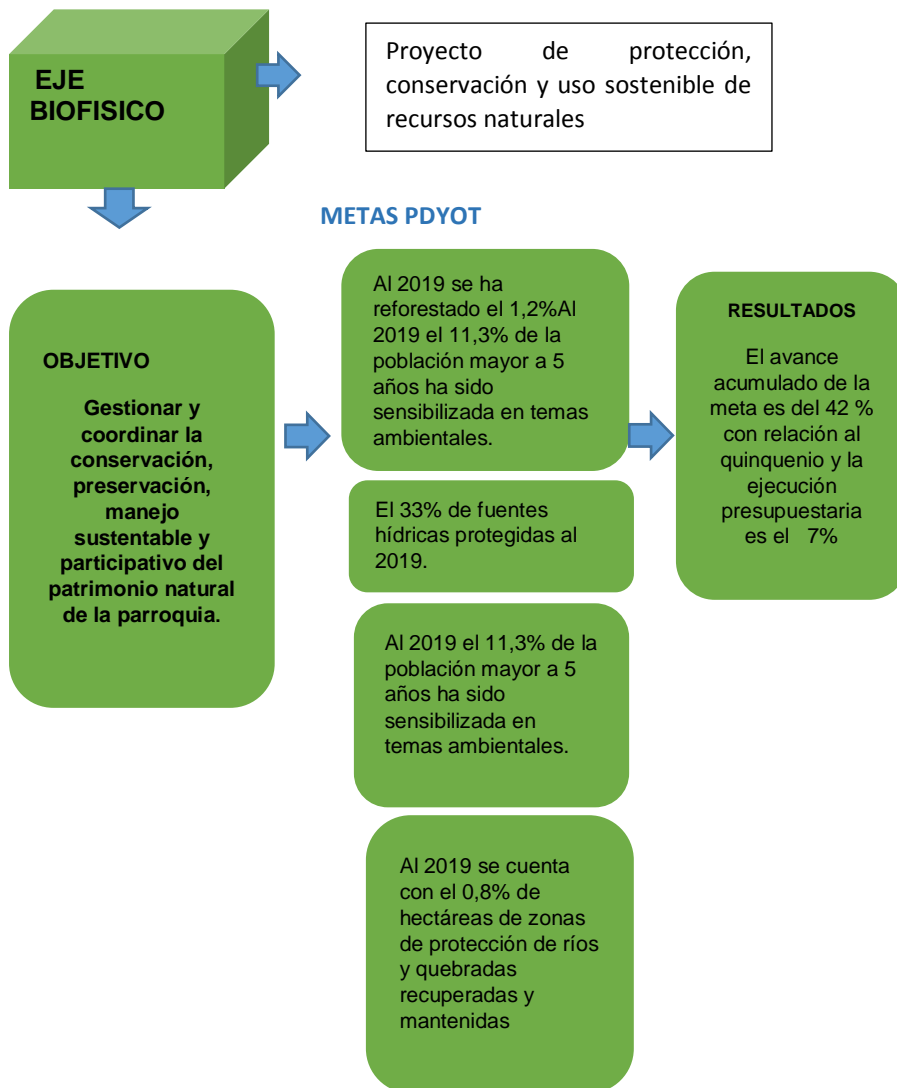 EJE
BIOFISICO
Proyecto de protección,
conservación y uso sostenible de
recursos naturales
METAS PDYOT
OBJETIVO
Gestionar y
coordinar la
conservación,
preservación,
manejo
sustentable y
participativo del
patrimonio natural
de la parroquia.
Al 2019 se ha
reforestado el 1,2%Al
2019 el 11,3% de la
población mayor a 5
años ha sido
sensibilizada en temas
ambientales.
El 33% de fuentes
hídricas protegidas al
2019.
Al 2019 el 11,3% de la
población mayor a 5
años ha sido
sensibilizada en
temas ambientales.
Al 2019 se cuenta
con el 0,8% de
hectáreas de zonas
de protección de ríos
y quebradas
recuperadas y
mantenidas
RESULTADOS
El avance
acumulado de la
meta es del 42 %
con relación al
quinquenio y la
ejecución
presupuestaria
es el 7%